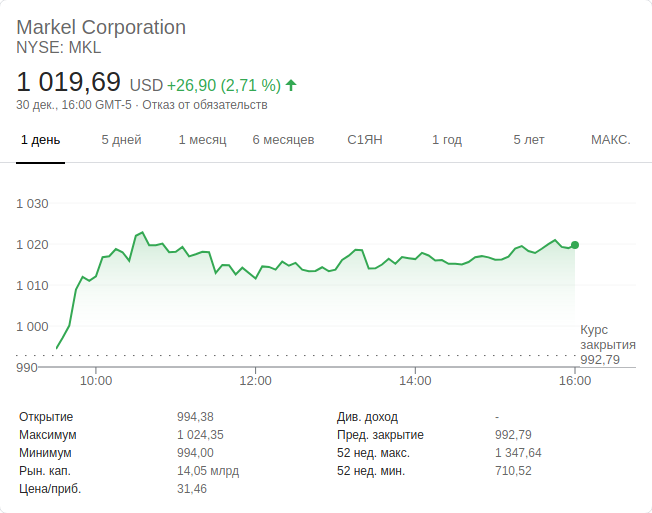 Markel Corporation
NYSE: MKL
1 019,69 USD +26,90 (2,71 %)
30 дек., 16:00 GMT-5 · Отказ от обязательств
1 день 5 дней 1 месяц 6 месяцев С1ЯН 1 год 5 лет МАКС.
1 030
1 020
1 010
1 000
Курс
закрытия
992,79
990
10:00 12:00 14:00 16:00
Открытие 994,38 Див. доход -
Максимум 1 024,35 Пред. закрытие 992,79
Минимум 994,00 52 нед. макс. 1 347,64
Рын. кап. 14,05 млрд 52 нед. мин. 710,52
Цена/приб. 31,46